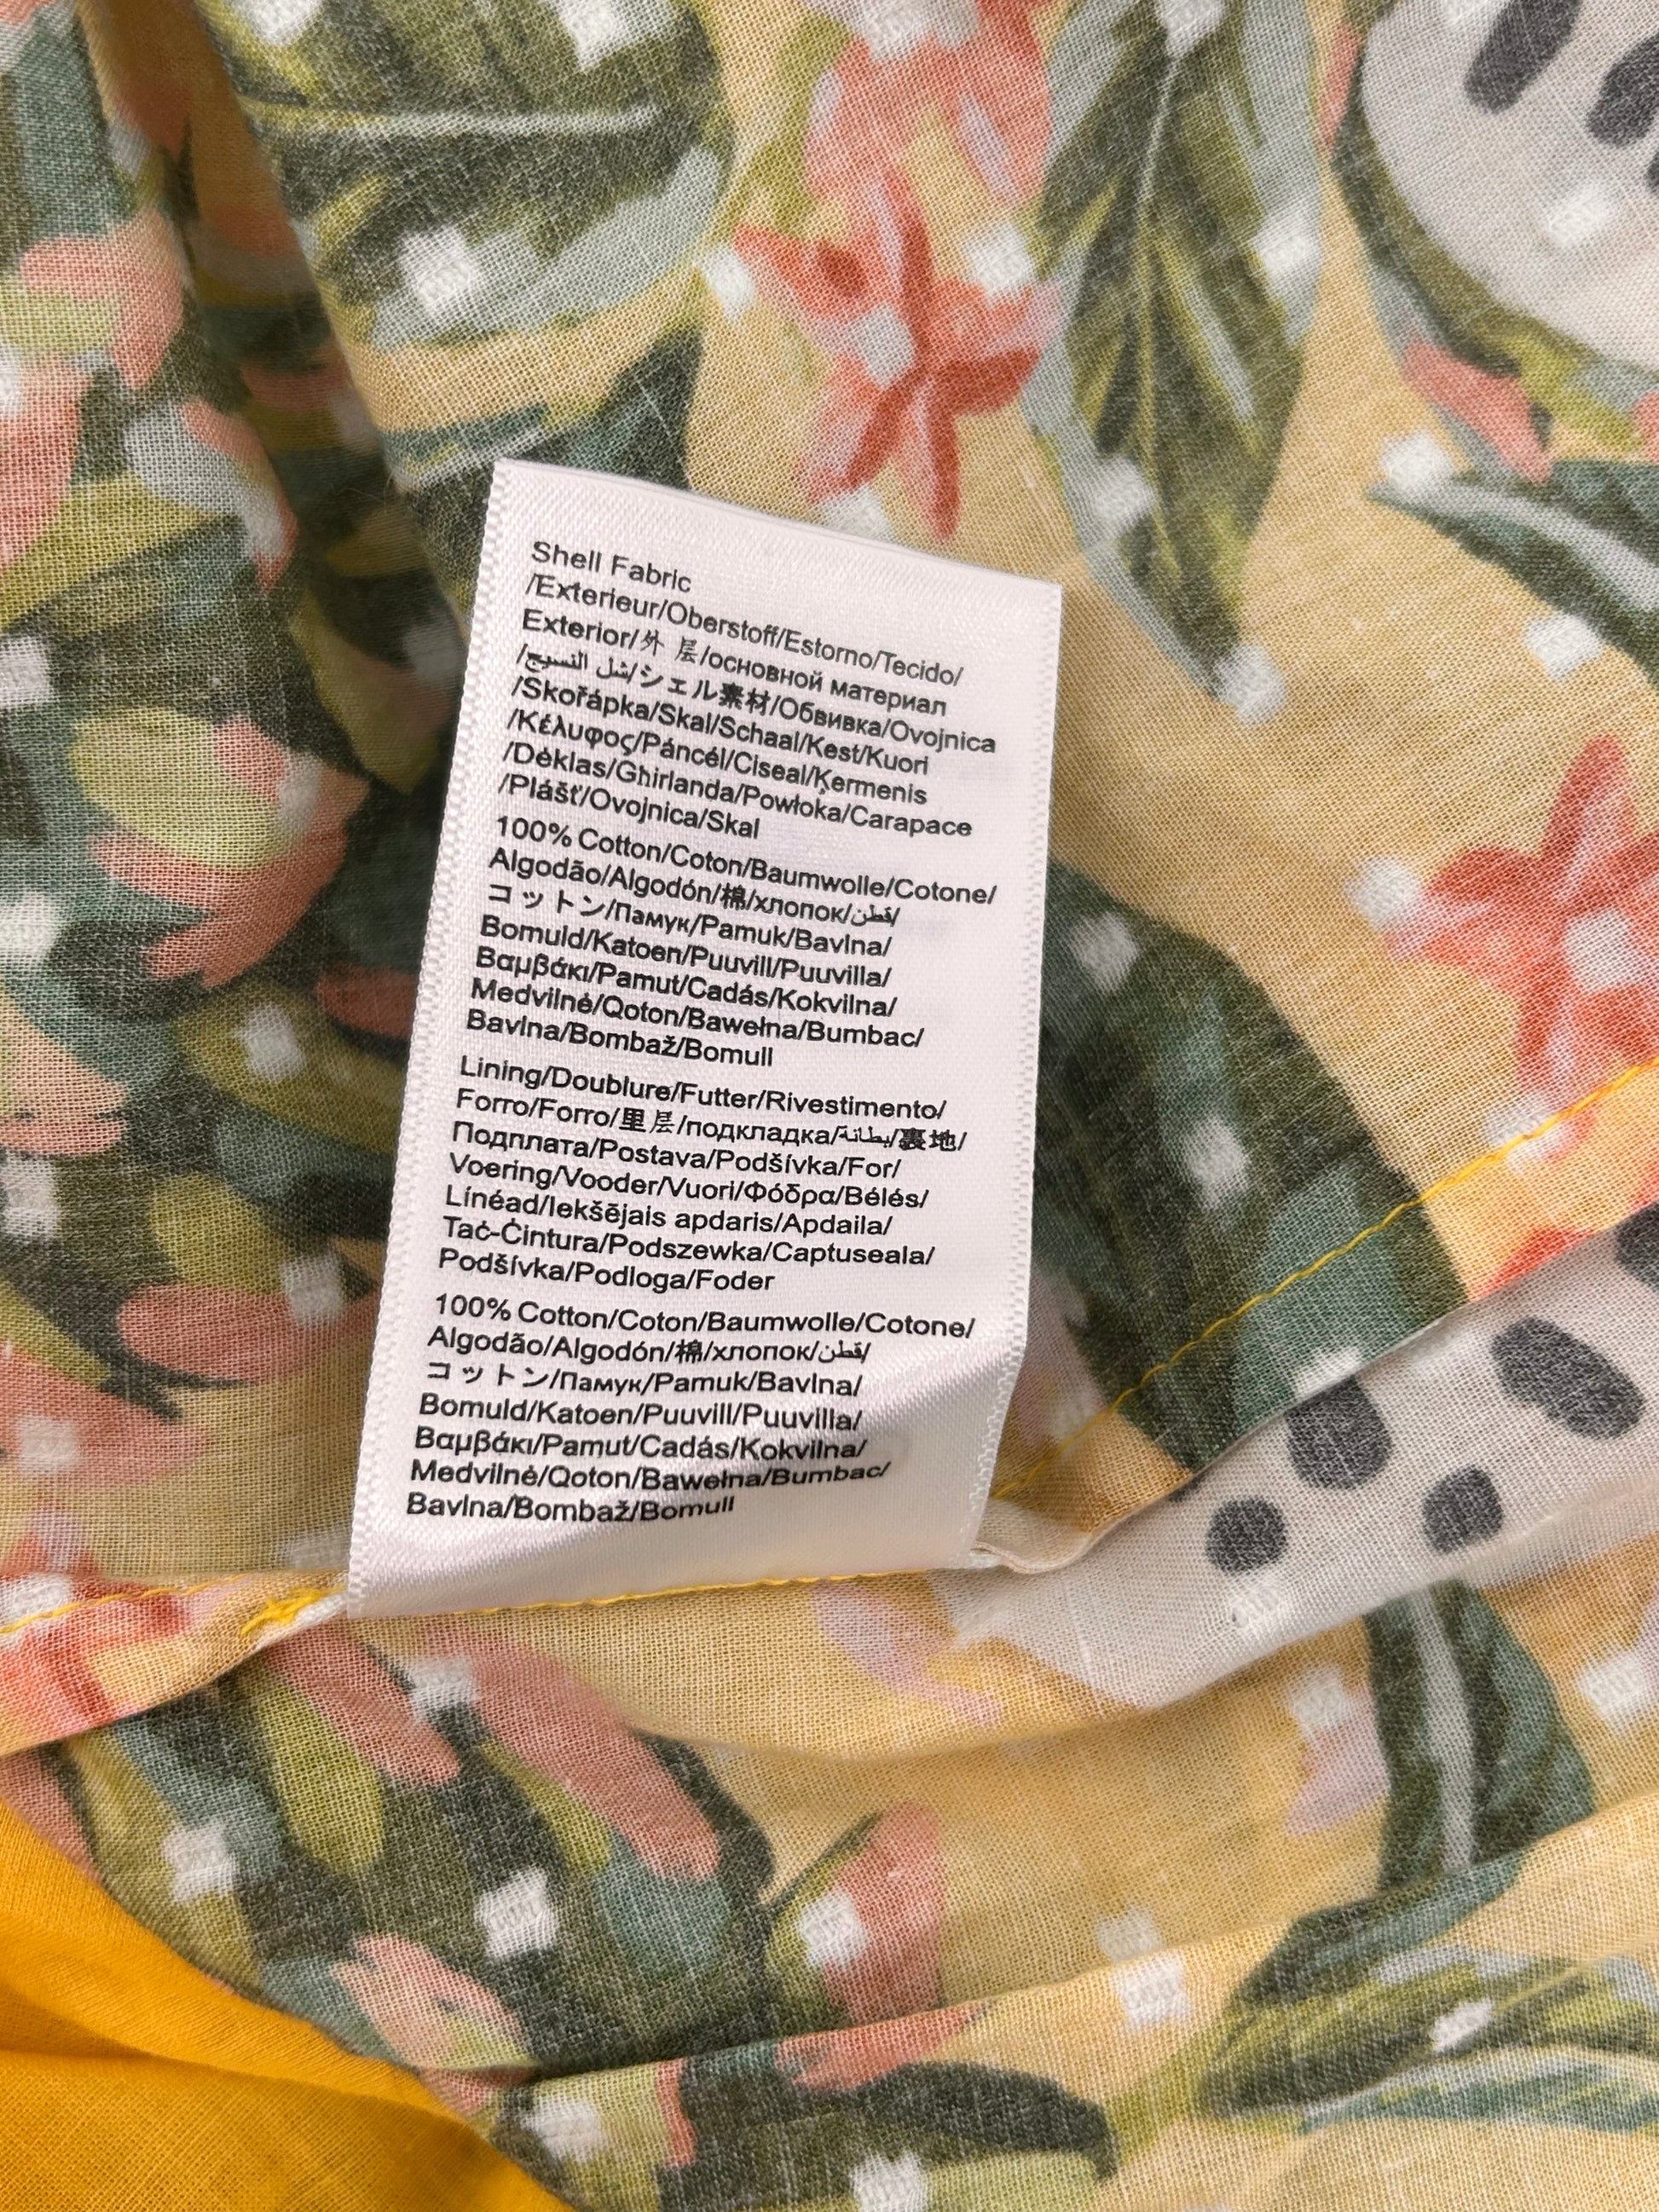 Shell Fabric
/Exterieur/Oberstoff/Estorno/Tecido/
Exterior/外 层/основной материал
/شل النسيج/シェル素材/Обвивка/Ovojnica
/Skořápka/Skal/Schaal/Kest/Kuori
/Κέλυφος/Páncél/Ciseal/Ķermenis
/Dėklas/Ghirlanda/Powłoka/Carapace
/Plášť/Ovojnica/Skal
100% Cotton/Coton/Baumwolle/Cotone/
Algodão/Algodón/棉/хлопок/قطن/
コットン/Памук/Pamuk/Bavlna/
Bomuld/Katoen/Puuvill/Puuvilla/
Βαμβάκι/Pamut/Cadás/Kokvilna/
Medvilnė/Qoton/Bawełna/Bumbac/
Bavlna/Bombaž/Bomull
Lining/Doublure/Futter/Rivestimento/
Forro/Forro/里层/подкладка/بطانة/裏地/
Подплата/Postava/Podšívka/For/
Voering/Vooder/Vuori/Φόδρα/Bélés/
Línéad/Iekšējais apdaris/Apdaila/
Taċ-Ċintura/Podszewka/Captuseala/
Podšívka/Podloga/Foder
100% Cotton/Coton/Baumwolle/Cotone/
Algodão/Algodón/棉/хлопок/قطن/
コットン/Памук/Pamuk/Bavlna/
Bomuld/Katoen/Puuvill/Puuvilla/
Βαμβάκι/Pamut/Cadás/Kokvilna/
Medvilnė/Qoton/Bawełna/Bumbac/
Bavlna/Bombaž/Bomull